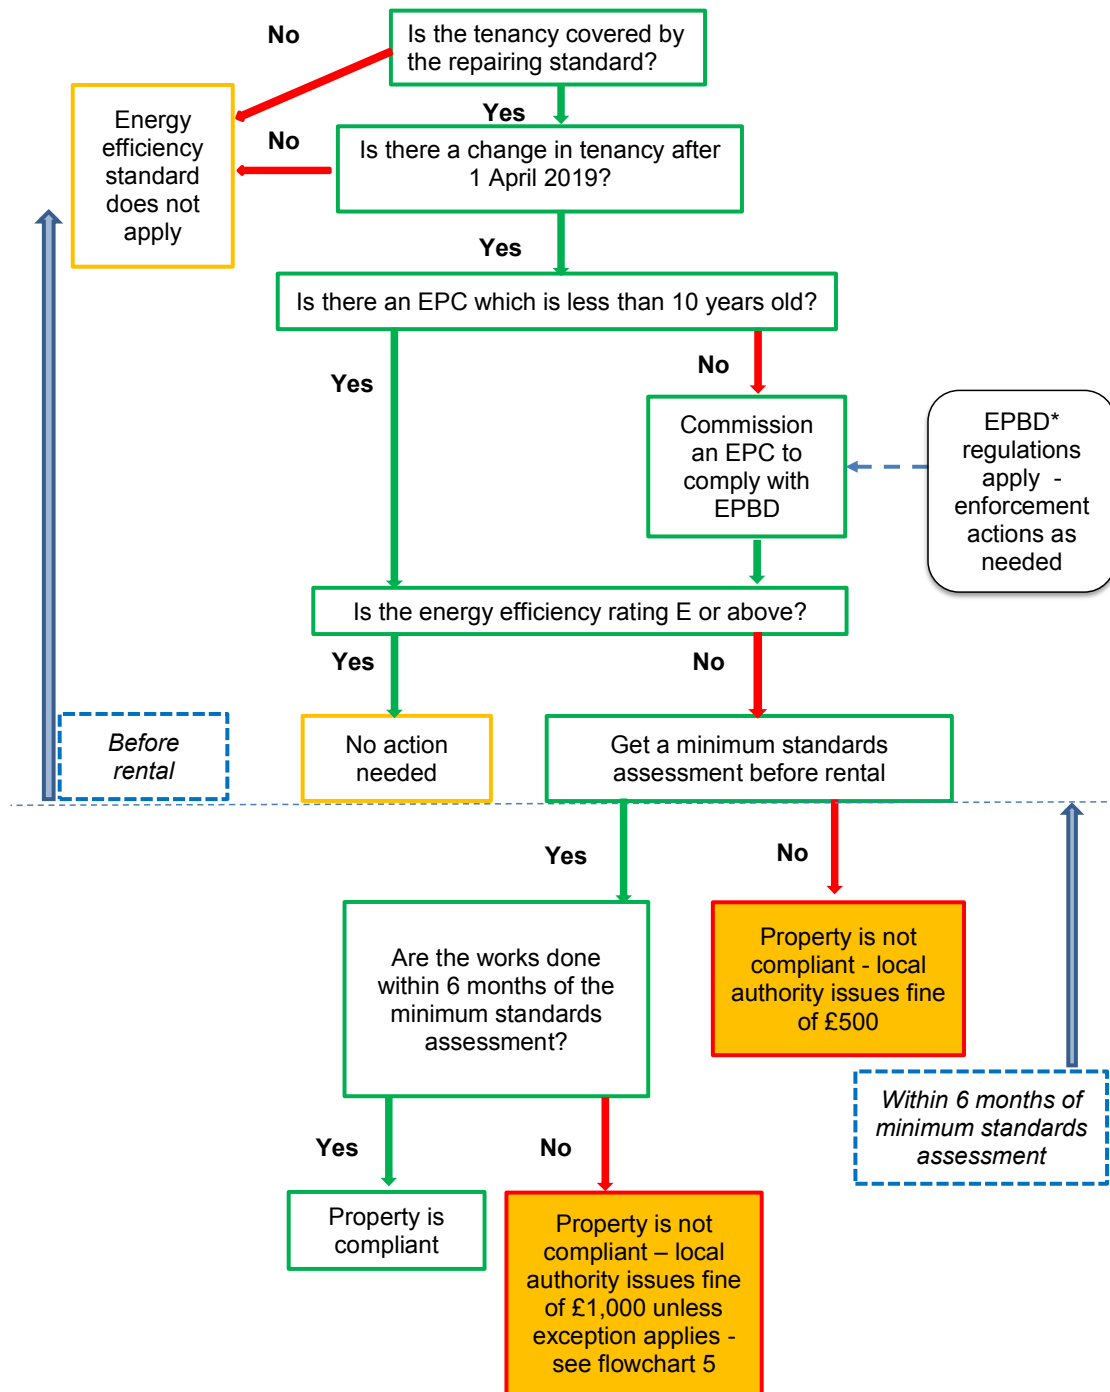 No
Is the tenancy covered by
the repairing standard?
Yes
Energy
efficiency
standard
does not
apply
No
Is there a change in tenancy after
1 April 2019?
Yes
Is there an EPC which is less than 10 years old?
Yes
No
Commission
an EPC to
comply with
EPBD
EPBD*
regulations
apply  -
enforcement
actions as
needed
Is the energy efficiency rating E or above?
Yes
No
Before
rental
No action
needed
Get a minimum standards
assessment before rental
Yes
No
Are the works done
within 6 months of the
minimum standards
assessment?
Property is not
compliant - local
authority issues fine
of £500
Within 6 months of
minimum standards
assessment
Yes
No
Property is
compliant
Property is not
compliant – local
authority issues fine
of £1,000 unless
exception applies -
see flowchart 5